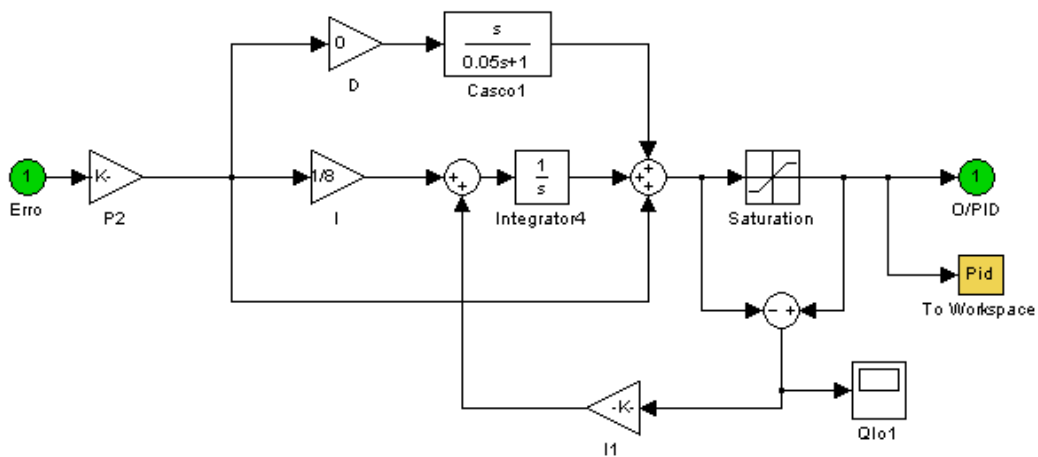 0
D
s
0.05s+1
Casco1
1
Erro
K-
P2
1/8
I
+
+
1
s
Integrator4
+
+
+
Saturation
1
O/PID
Pid
To Workspace
- +
-K-
I1
Qlo1